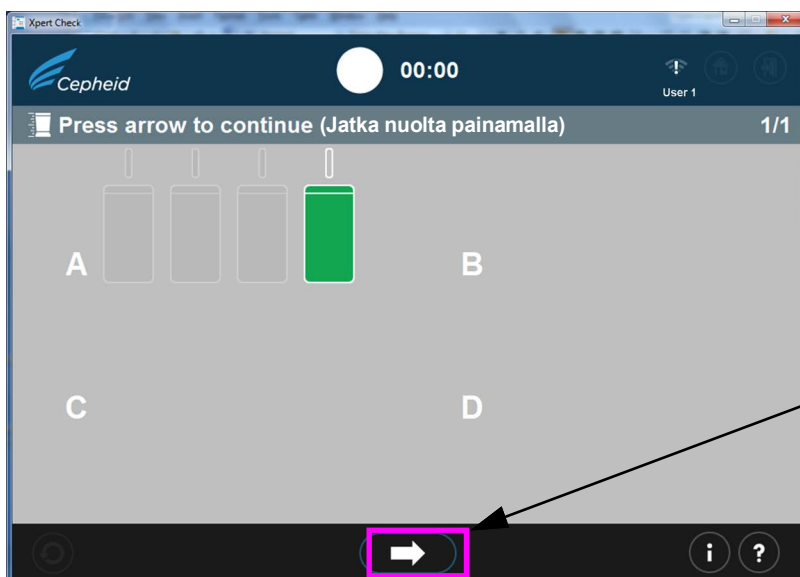 Xpert Check
Cepheid
00:00
User 1
Press arrow to continue (Jatka nuolta painamalla)
1/1
A
B
C
D
i
?